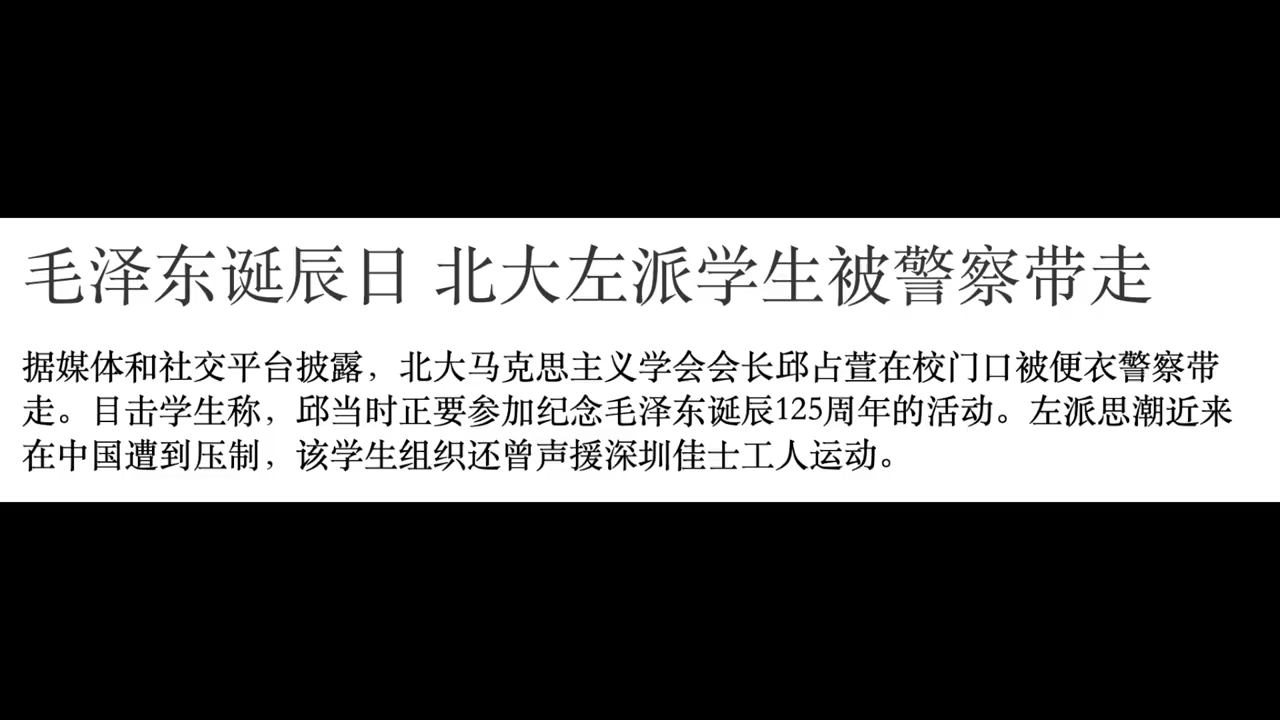 毛泽东诞辰日 北大左派学生被警察带走
据媒体和社交平台披露，北大马克思主义学会会长邱占萱在校门口被便衣警察带
走。目击学生称，邱当时正要参加纪念毛泽东诞辰125周年的活动。左派思潮近来
在中国遭到压制，该学生组织还曾声援深圳佳士工人运动。